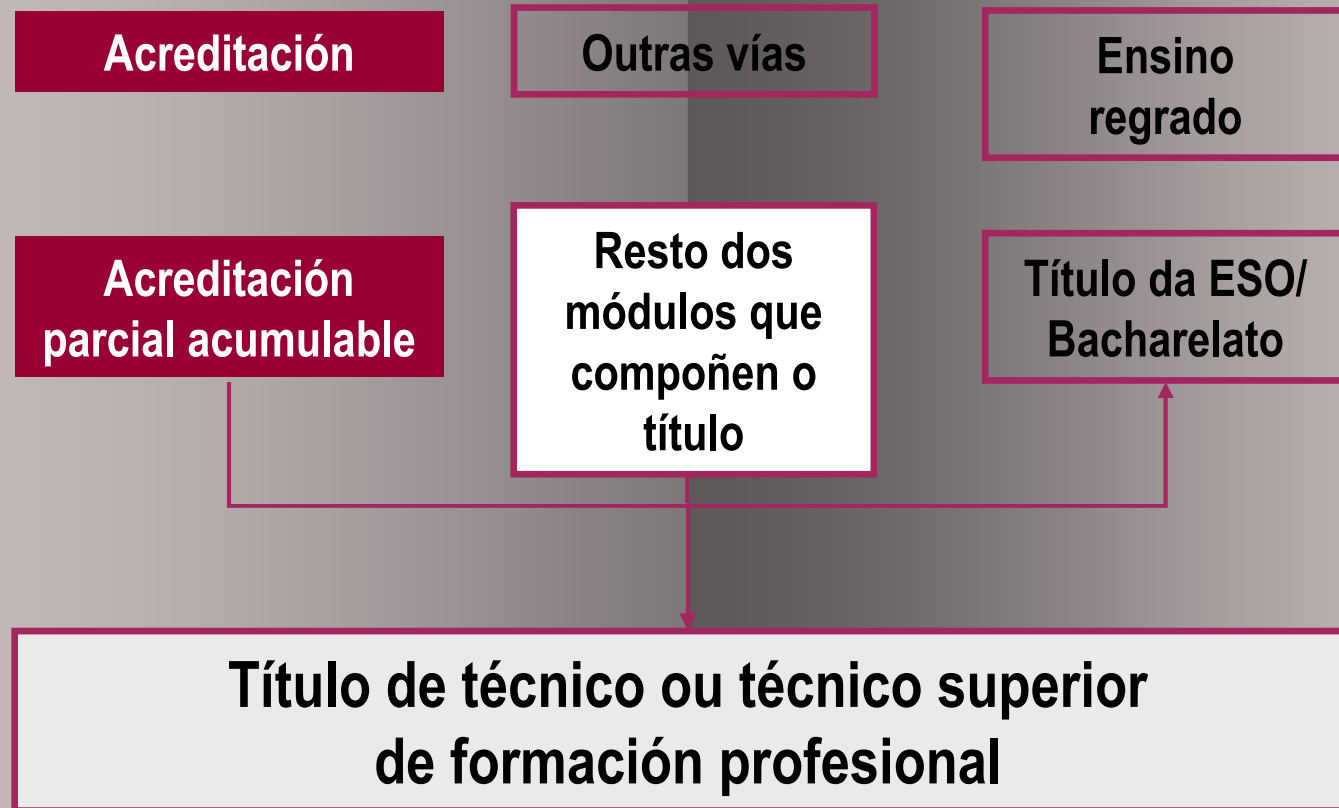 Acreditación
Outras vías
Ensino
regrado
Acreditación
parcial acumulable
Resto dos
módulos que
compoñen o
título
Título da ESO/
Bacharelato
Título de técnico ou técnico superior
de formación profesional